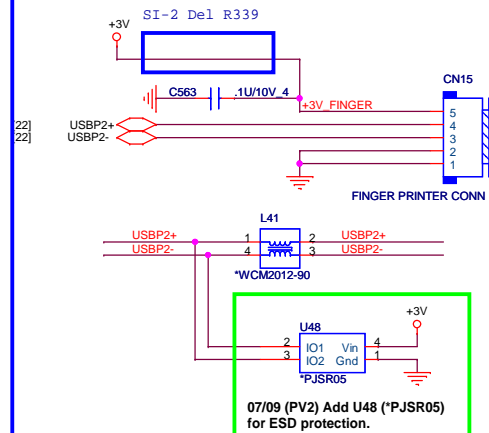 SI-2 Del R339
+3V
CN15
C563 .1U/10V_4
+3V_FINGER
5
[22] USBP2+ 4
[22] USBP2- 3
2
1
FINGER PRINTER CONN
L41
USBP2+ 1 2 USBP2+
USBP2- 4 3 USBP2-
*WCM2012-90
+3V
U48
2 IO1 Vin 4
3 IO2 Gnd 1
*PJSR05
07/09 (PV2) Add U48 (*PJSR05)
for ESD protection.